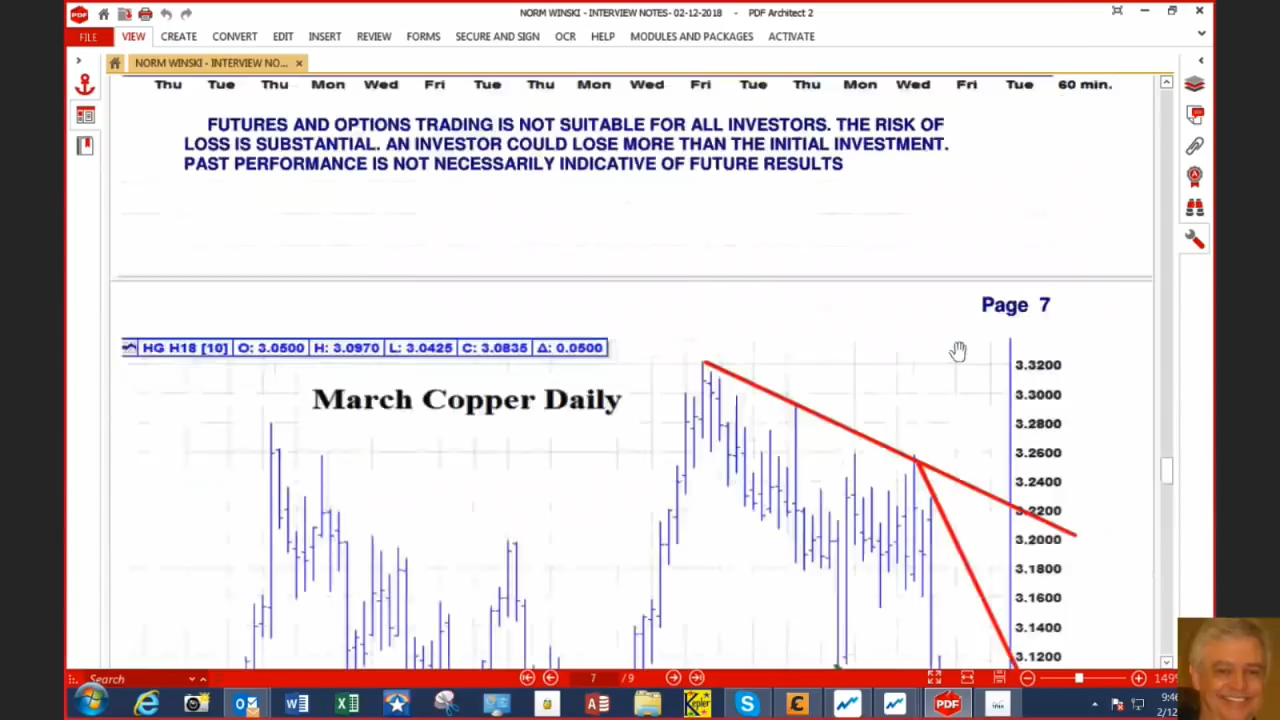 NORM WINSKI - INTERVIEW NOTES- 02-12-2018 - PDF Architect 2
FILE VIEW CREATE CONVERT EDIT INSERT REVIEW FORMS SECURE AND SIGN OCR HELP MODULES AND PACKAGES ACTIVATE
NORM WINSKI - INTERVIEW NO... ×
Thu Tue Thu Mon Wed Fri Tue Thu Mon Wed Fri Tue Thu Mon Wed Fri Tue 60 min.
FUTURES AND OPTIONS TRADING IS NOT SUITABLE FOR ALL INVESTORS. THE RISK OF
LOSS IS SUBSTANTIAL. AN INVESTOR COULD LOSE MORE THAN THE INITIAL INVESTMENT.
PAST PERFORMANCE IS NOT NECESSARILY INDICATIVE OF FUTURE RESULTS
Page 7
HG H18 [10] O: 3.0500 H: 3.0970 L: 3.0425 C: 3.0835 Δ: 0.0500
March Copper Daily
3.3200
3.3000
3.2800
3.2600
3.2400
3.2200
3.2000
3.1800
3.1600
3.1400
3.1200
Search 7 / 9 149
Kepler
9:46
2/12